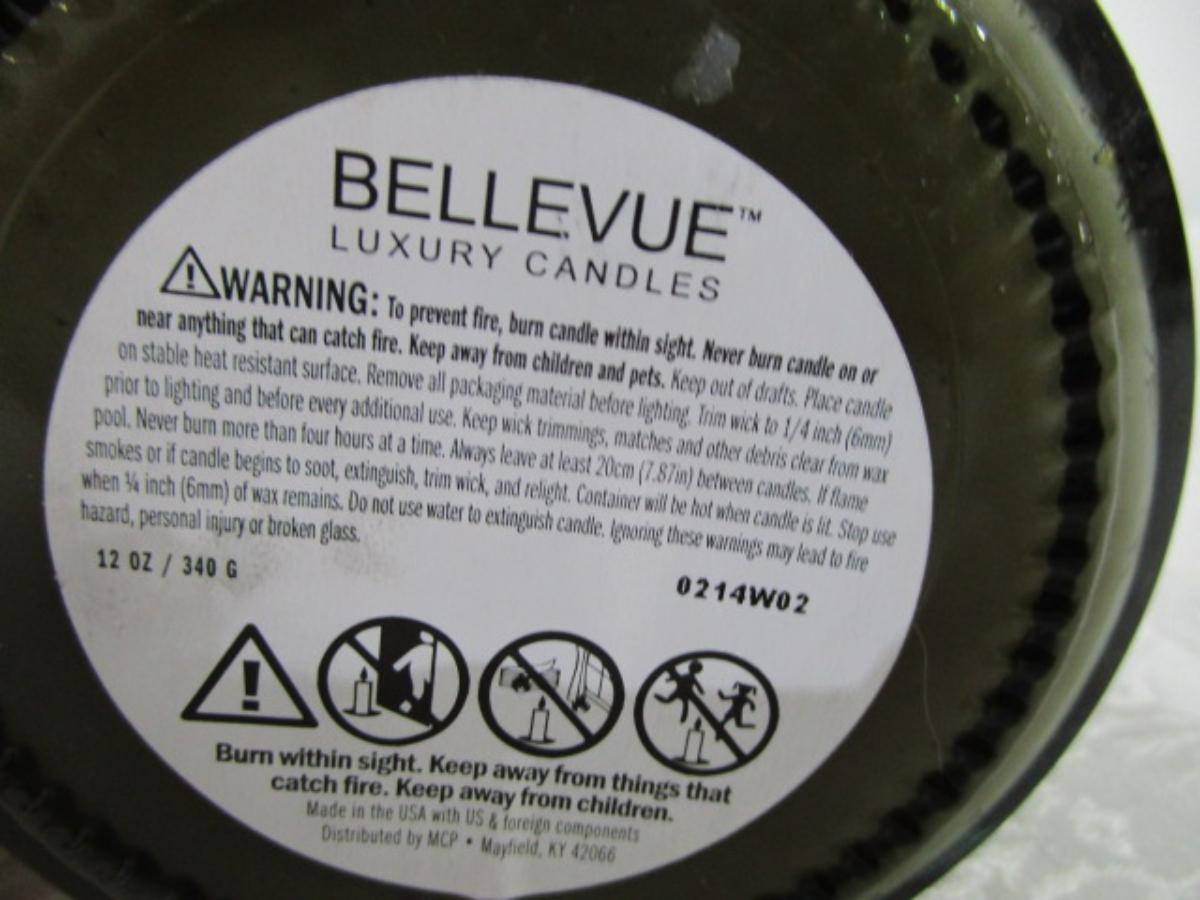 BELLEVUE™
LUXURY CANDLES
WARNING: To prevent fire, burn candle within sight. Never burn candle on or
near anything that can catch fire. Keep away from children and pets. Keep out of drafts. Place candle
on stable heat resistant surface. Remove all packaging material before lighting. Trim wick to 1/4 inch (6mm)
prior to lighting and before every additional use. Keep wick trimmings, matches and other debris clear from wax
pool. Never burn more than four hours at a time. Always leave at least 20cm (7.87in) between candles. If flame
smokes or if candle begins to soot, extinguish, trim wick, and relight. Container will be hot when candle is lit. Stop use
when ¼ inch (6mm) of wax remains. Do not use water to extinguish candle. Ignoring these warnings may lead to fire
hazard, personal injury or broken glass.
12 OZ / 340 G
0214W02
Burn within sight. Keep away from things that
catch fire. Keep away from children.
Made in the USA with US & foreign components
Distributed by MCP • Mayfield, KY 42066